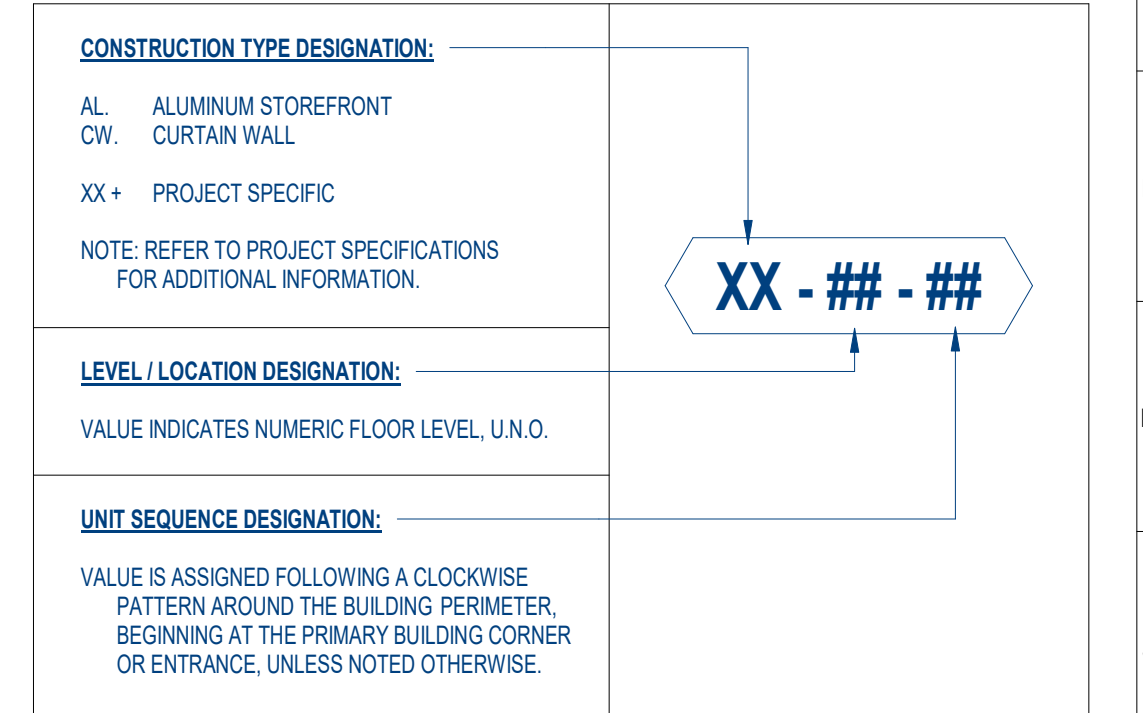 CONSTRUCTION TYPE DESIGNATION:
AL. ALUMINUM STOREFRONT
CW. CURTAIN WALL
XX + PROJECT SPECIFIC
NOTE: REFER TO PROJECT SPECIFICATIONS
FOR ADDITIONAL INFORMATION.
XX - ## - ##
LEVEL / LOCATION DESIGNATION:
VALUE INDICATES NUMERIC FLOOR LEVEL, U.N.O.
UNIT SEQUENCE DESIGNATION:
VALUE IS ASSIGNED FOLLOWING A CLOCKWISE
PATTERN AROUND THE BUILDING PERIMETER,
BEGINNING AT THE PRIMARY BUILDING CORNER
OR ENTRANCE, UNLESS NOTED OTHERWISE.